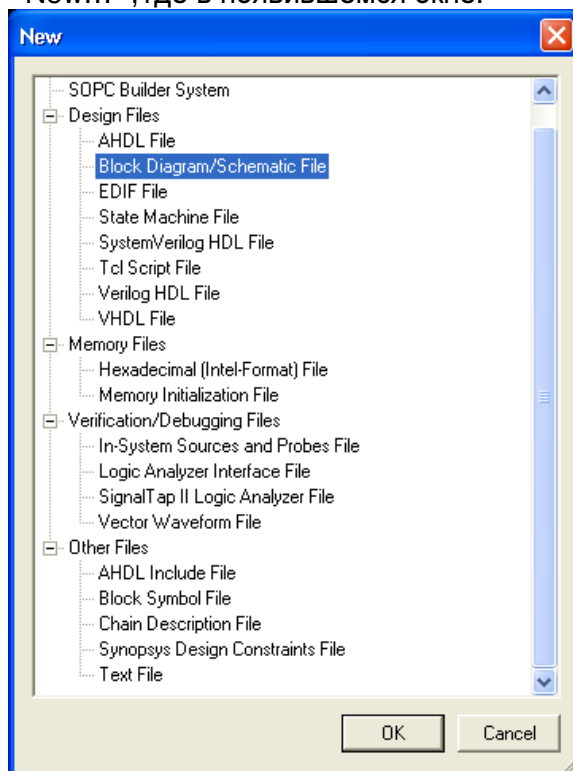 New... ,где в появившемся окне:
New
SOPC Builder System
Design Files
AHDL File
Block Diagram/Schematic File
EDIF File
State Machine File
SystemVerilog HDL File
Tcl Script File
Verilog HDL File
VHDL File
Memory Files
Hexadecimal (Intel-Format) File
Memory Initialization File
Verification/Debugging Files
In-System Sources and Probes File
Logic Analyzer Interface File
SignalTap II Logic Analyzer File
Vector Waveform File
Other Files
AHDL Include File
Block Symbol File
Chain Description File
Synopsys Design Constraints File
Text File
OK Cancel